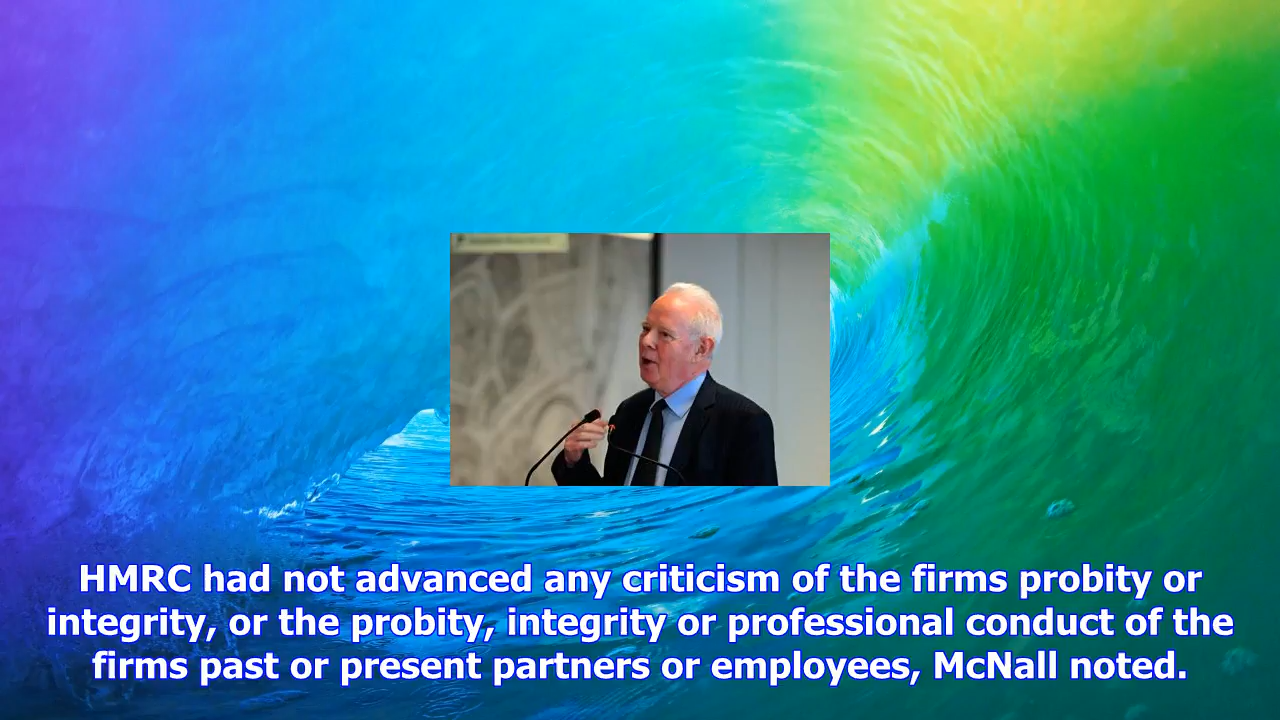 HMRC had not advanced any criticism of the firms probity or
integrity, or the probity, integrity or professional conduct of the
firms past or present partners or employees, McNall noted.